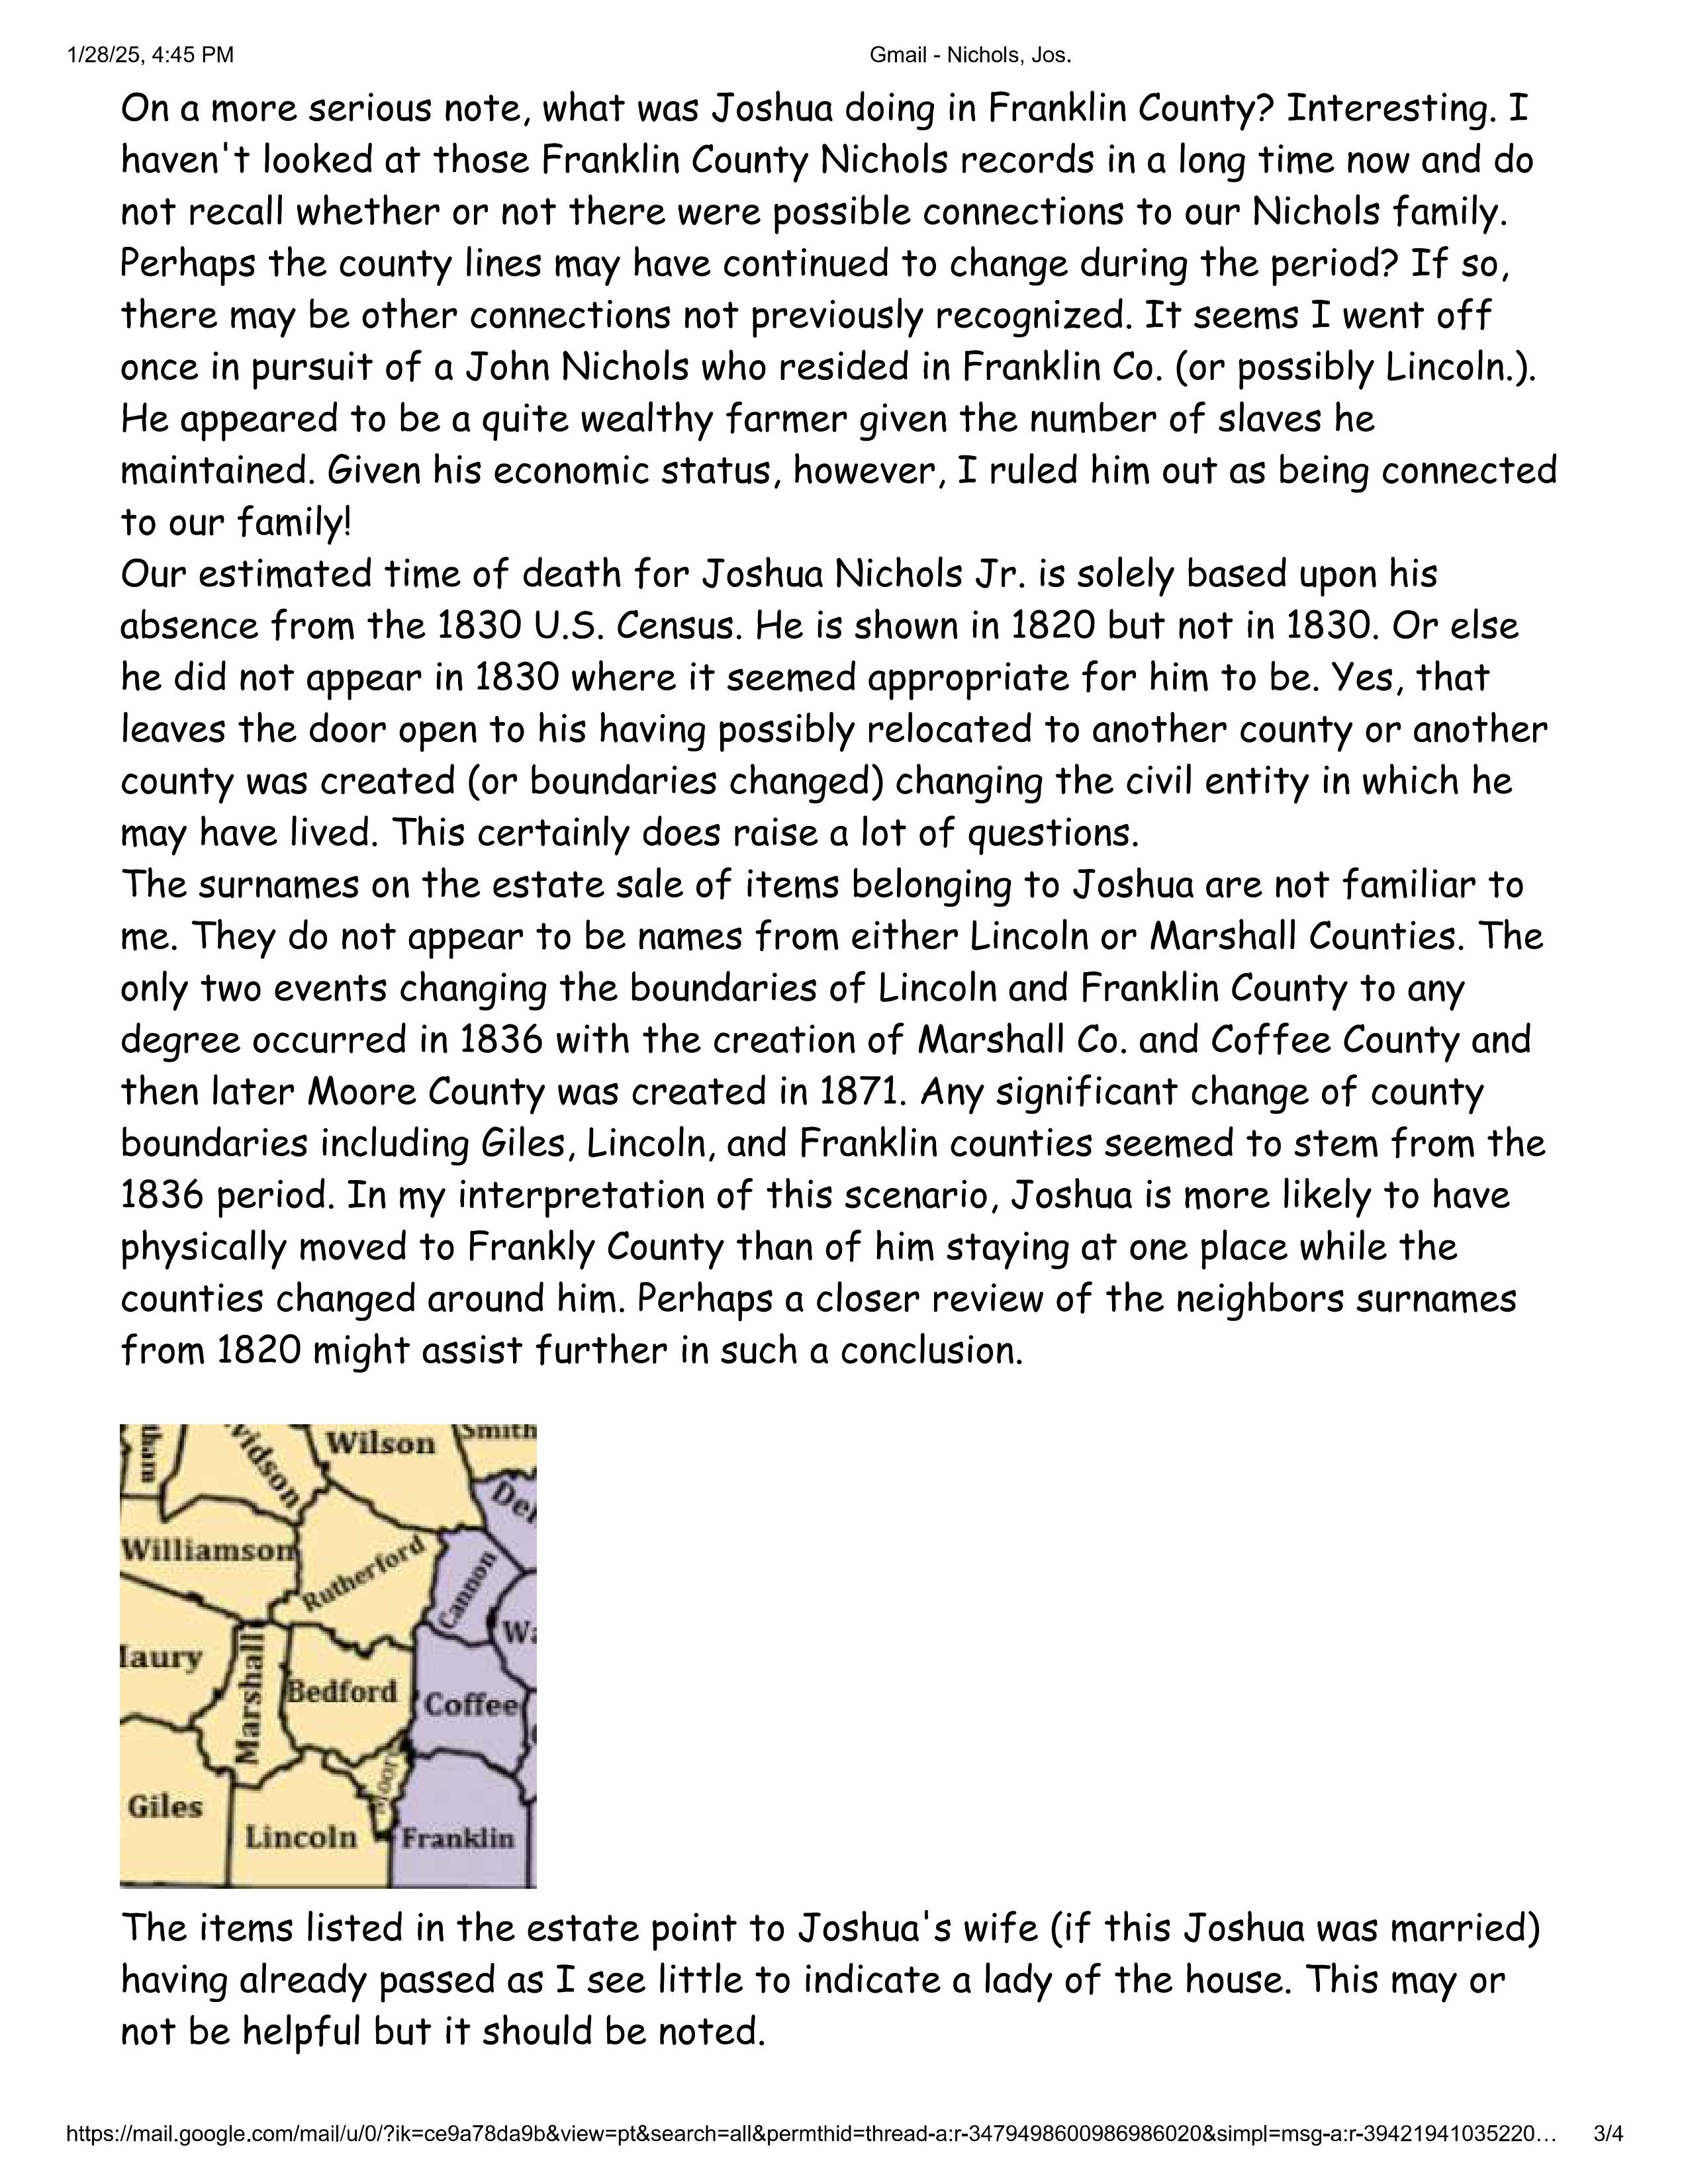 1/28/25, 4:45 PM
Gmail - Nichols, Jos.
On a more serious note, what was Joshua doing in Franklin County? Interesting. I
haven't looked at those Franklin County Nichols records in a long time now and do
not recall whether or not there were possible connections to our Nichols family.
Perhaps the county lines may have continued to change during the period? If so,
there may be other connections not previously recognized. It seems I went off
once in pursuit of a John Nichols who resided in Franklin Co. (or possibly Lincoln.).
He appeared to be a quite wealthy farmer given the number of slaves he
maintained. Given his economic status, however, I ruled him out as being connected
to our family!
Our estimated time of death for Joshua Nichols Jr. is solely based upon his
absence from the 1830 U.S. Census. He is shown in 1820 but not in 1830. Or else
he did not appear in 1830 where it seemed appropriate for him to be. Yes, that
leaves the door open to his having possibly relocated to another county or another
county was created (or boundaries changed) changing the civil entity in which he
may have lived. This certainly does raise a lot of questions.
The surnames on the estate sale of items belonging to Joshua are not familiar to
me. They do not appear to be names from either Lincoln or Marshall Counties. The
only two events changing the boundaries of Lincoln and Franklin County to any
degree occurred in 1836 with the creation of Marshall Co. and Coffee County and
then later Moore County was created in 1871. Any significant change of county
boundaries including Giles, Lincoln, and Franklin counties seemed to stem from the
1836 period. In my interpretation of this scenario, Joshua is more likely to have
physically moved to Frankly County than of him staying at one place while the
counties changed around him. Perhaps a closer review of the neighbors surnames
from 1820 might assist further in such a conclusion.
ham
vidson
Wilson
Smith
De
Williamson
Rutherford
Cannon
Wa
aury
Marshall
Bedford
Coffee
Moor
Giles
Lincoln
Franklin
The items listed in the estate point to Joshua's wife (if this Joshua was married)
having already passed as I see little to indicate a lady of the house. This may or
not be helpful but it should be noted.
https://mail.google.com/mail/u/0/?ik=ce9a78da9b&view=pt&search=all&permthid=thread-a:r-3479498600986986020&simpl=msg-a:r-39421941035220…
3/4